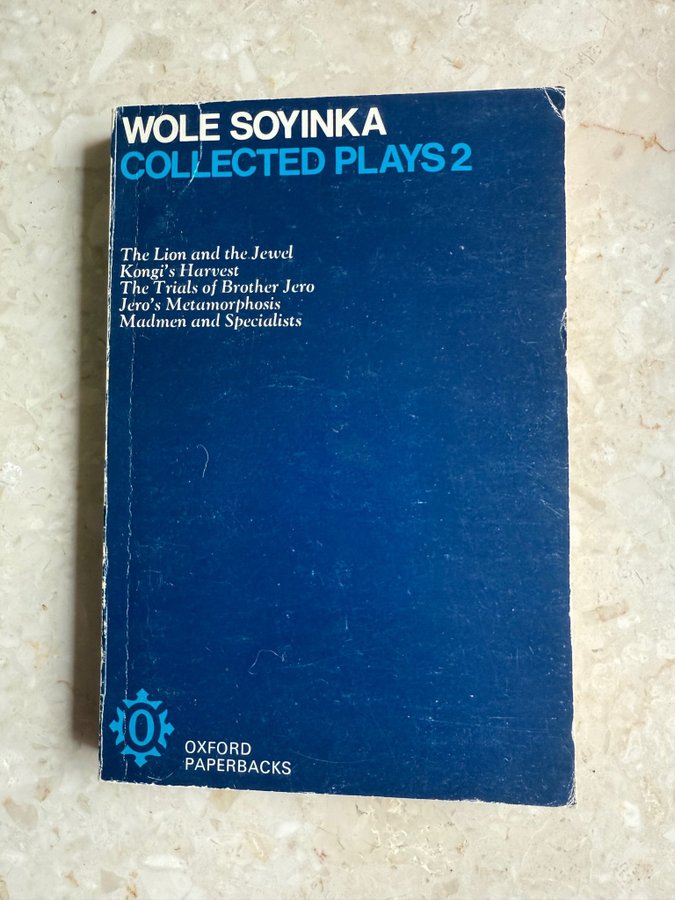 WOLE SOYINKA
COLLECTED PLAYS 2
The Lion and the Jewel
Kongi's Harvest
The Trials of Brother Jero
Jero's Metamorphosis
Madmen and Specialists
O
OXFORD
PAPERBACKS